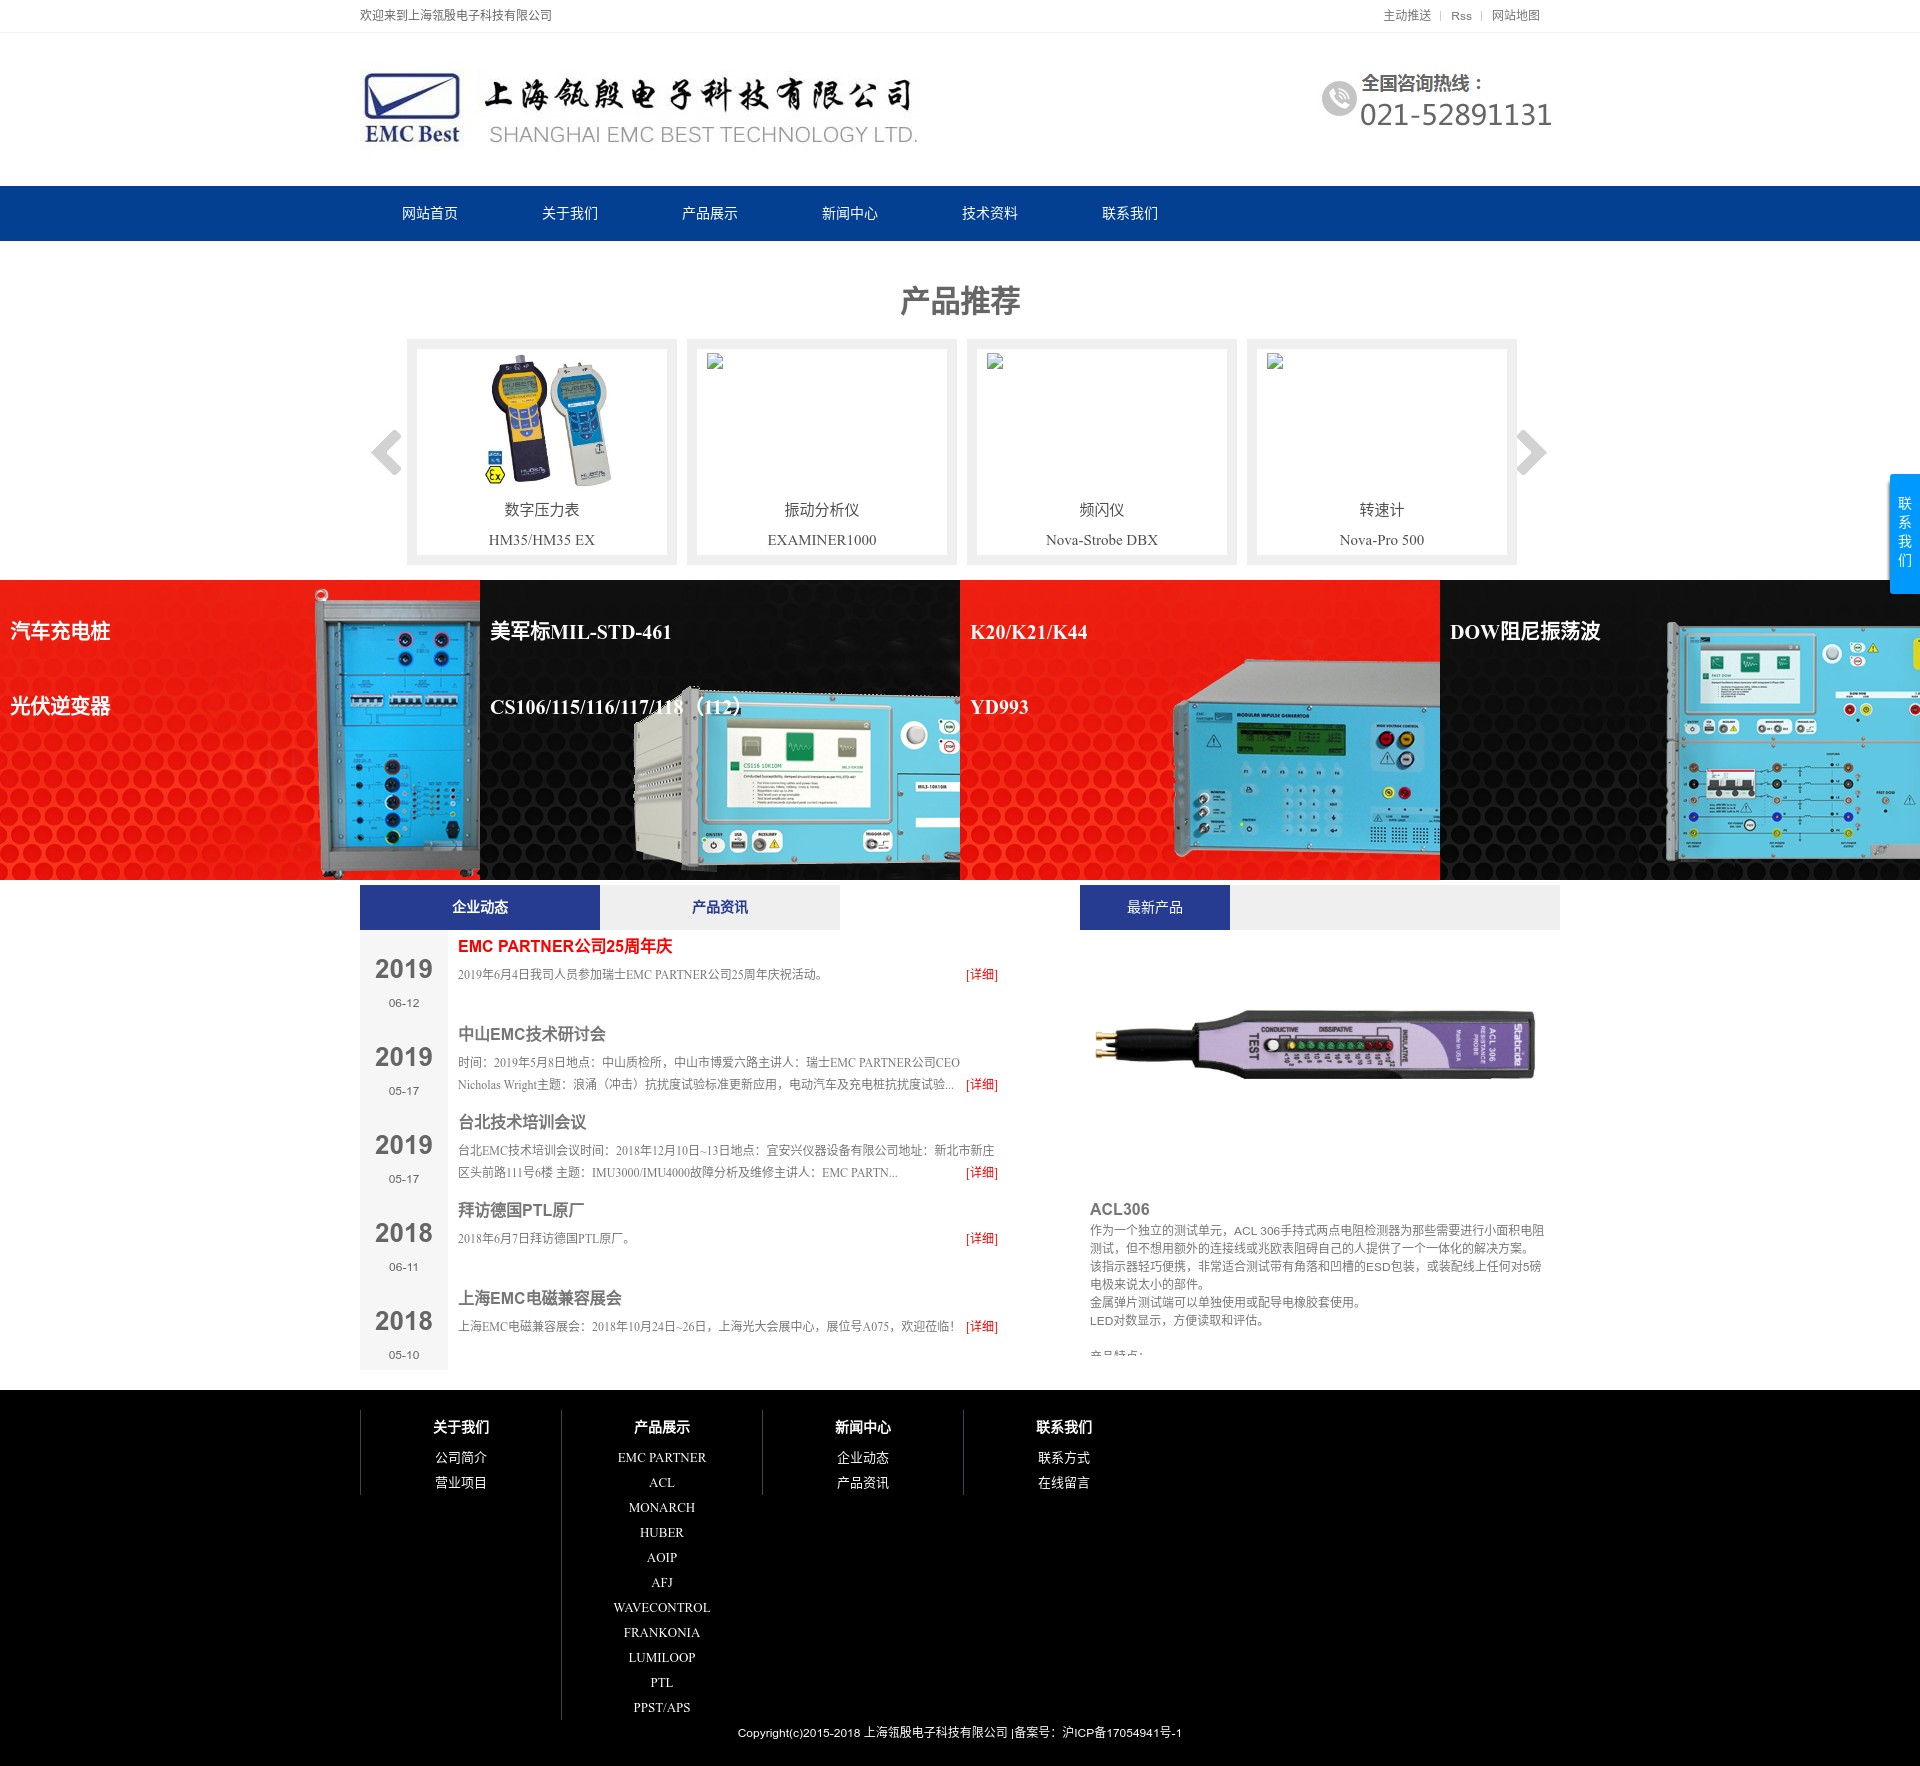 欢迎来到上海瓴殷电子科技有限公司
主动推送
Rss
网站地图
EMC Best
上海瓴殷电子科技有限公司
SHANGHAI EMC BEST TECHNOLOGY LTD.
全国咨询热线：
021-52891131
网站首页
关于我们
产品展示
新闻中心
技术资料
联系我们
产品推荐
数字压力表
HM35/HM35 EX
振动分析仪
EXAMINER1000
频闪仪
Nova-Strobe DBX
转速计
Nova-Pro 500
联系我们
汽车充电桩
光伏逆变器
美军标MIL-STD-461
CS106/115/116/117/118（112）
CS116 10K10M
K20/K21/K44
YD993
MODULAR IMPULSE GENERATOR
DOW阻尼振荡波
企业动态
产品资讯
最新产品
2019
06-12
EMC PARTNER公司25周年庆
2019年6月4日我司人员参加瑞士EMC PARTNER公司25周年庆祝活动。
[详细]
2019
05-17
中山EMC技术研讨会
时间：2019年5月8日地点：中山质检所，中山市博爱六路主讲人：瑞士EMC PARTNER公司CEO
Nicholas Wright主题：浪涌（冲击）抗扰度试验标准更新应用，电动汽车及充电桩抗扰度试验...
[详细]
2019
05-17
台北技术培训会议
台北EMC技术培训会议时间：2018年12月10日~13日地点：宜安兴仪器设备有限公司地址：新北市新庄
区头前路111号6楼 主题：IMU3000/IMU4000故障分析及维修主讲人：EMC PARTN...
[详细]
2018
06-11
拜访德国PTL原厂
2018年6月7日拜访德国PTL原厂。
[详细]
2018
05-10
上海EMC电磁兼容展会
上海EMC电磁兼容展会：2018年10月24日~26日，上海光大会展中心，展位号A075，欢迎莅临！
[详细]
TEST
CONDUCTIVE
DISSIPATIVE
INSULATIVE
Made in USA
ACL 306
RESISTANCE
PROBE
Staticide
ACL306
作为一个独立的测试单元，ACL 306手持式两点电阻检测器为那些需要进行小面积电阻
测试，但不想用额外的连接线或兆欧表阻碍自己的人提供了一个一体化的解决方案。
该指示器轻巧便携，非常适合测试带有角落和凹槽的ESD包装，或装配线上任何对5磅
电极来说太小的部件。
金属弹片测试端可以单独使用或配导电橡胶套使用。
LED对数显示，方便读取和评估。
产品特点：
关于我们
公司简介
营业项目
产品展示
EMC PARTNER
ACL
MONARCH
HUBER
AOIP
AFJ
WAVECONTROL
FRANKONIA
LUMILOOP
PTL
PPST/APS
新闻中心
企业动态
产品资讯
联系我们
联系方式
在线留言
Copyright(c)2015-2018 上海瓴殷电子科技有限公司 |备案号：沪ICP备17054941号-1